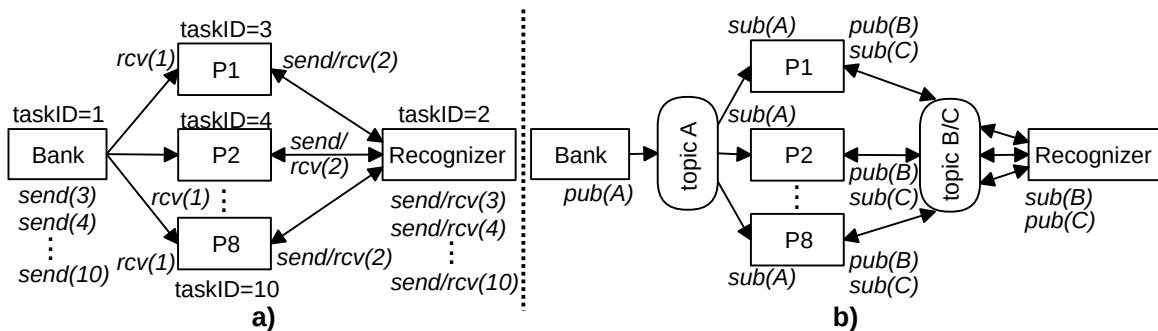 taskID=3
rcv(1)
P1
send/rcv(2)
taskID=1
Bank
send(3)
send(4)
send(10)
taskID=4
P2
send/
rcv(2)
rcv(1)
P8
rcv(1)
send/rcv(2)
taskID=10
taskID=2
Recognizer
send/rcv(3)
send/rcv(4)
send/rcv(10)
a)
sub(A)
P1
pub(B)
sub(C)
Bank
pub(A)
topic A
sub(A)
P2
pub(B)
sub(C)
P8
sub(A)
pub(B)
sub(C)
topic B/C
Recognizer
sub(B)
pub(C)
b)